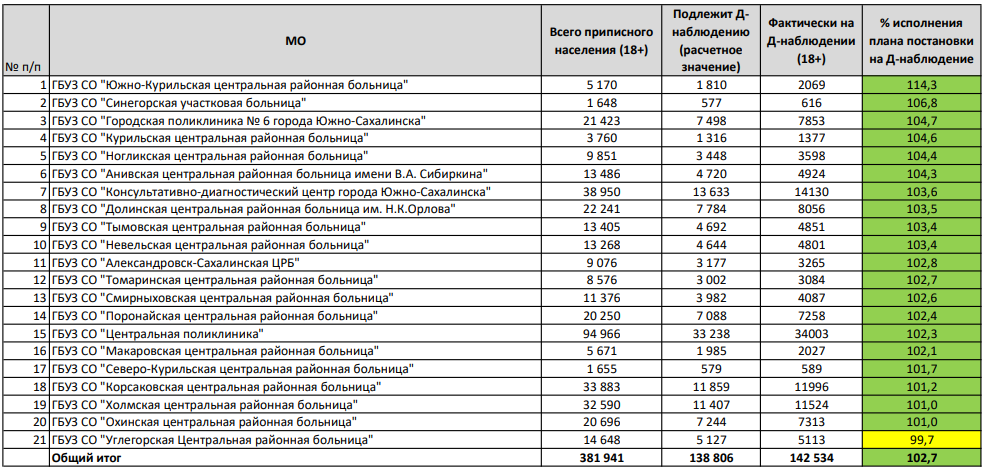 № п/п МО Всего приписного населения (18+) Подлежит Д-наблюдению (расчетное значение) Фактически на Д-наблюдении (18+) % исполнения плана постановки на Д-наблюдение
1 ГБУЗ СО "Южно-Курильская центральная районная больница" 5 170 1 810 2069 114,3
2 ГБУЗ СО "Синегорская участковая больница" 1 648 577 616 106,8
3 ГБУЗ СО "Городская поликлиника № 6 города Южно-Сахалинска" 21 423 7 498 7853 104,7
4 ГБУЗ СО "Курильская центральная районная больница" 3 760 1 316 1377 104,6
5 ГБУЗ СО "Ногликская центральная районная больница" 9 851 3 448 3598 104,4
6 ГБУЗ СО "Анивская центральная районная больница имени В.А. Сибиркина" 13 486 4 720 4924 104,3
7 ГБУЗ СО "Консультативно-диагностический центр города Южно-Сахалинска" 38 950 13 633 14130 103,6
8 ГБУЗ СО "Долинская центральная районная больница им. Н.К.Орлова" 22 241 7 784 8056 103,5
9 ГБУЗ СО "Тымовская центральная районная больница" 13 405 4 692 4851 103,4
10 ГБУЗ СО "Невельская центральная районная больница" 13 268 4 644 4801 103,4
11 ГБУЗ СО "Александровск-Сахалинская ЦРБ" 9 076 3 177 3265 102,8
12 ГБУЗ СО "Томаринская центральная районная больница" 8 576 3 002 3084 102,7
13 ГБУЗ СО "Смирныховская центральная районная больница" 11 376 3 982 4087 102,6
14 ГБУЗ СО "Поронайская центральная районная больница" 20 250 7 088 7258 102,4
15 ГБУЗ СО "Центральная поликлиника" 94 966 33 238 34003 102,3
16 ГБУЗ СО "Макаровская центральная районная больница" 5 671 1 985 2027 102,1
17 ГБУЗ СО "Северо-Курильская центральная районная больница" 1 655 579 589 101,7
18 ГБУЗ СО "Корсаковская центральная районная больница" 33 883 11 859 11996 101,2
19 ГБУЗ СО "Холмская центральная районная больница" 32 590 11 407 11524 101,0
20 ГБУЗ СО "Охинская центральная районная больница" 20 696 7 244 7313 101,0
21 ГБУЗ СО "Углегорская Центральная районная больница" 14 648 5 127 5113 99,7
Общий итог 381 941 138 806 142 534 102,7